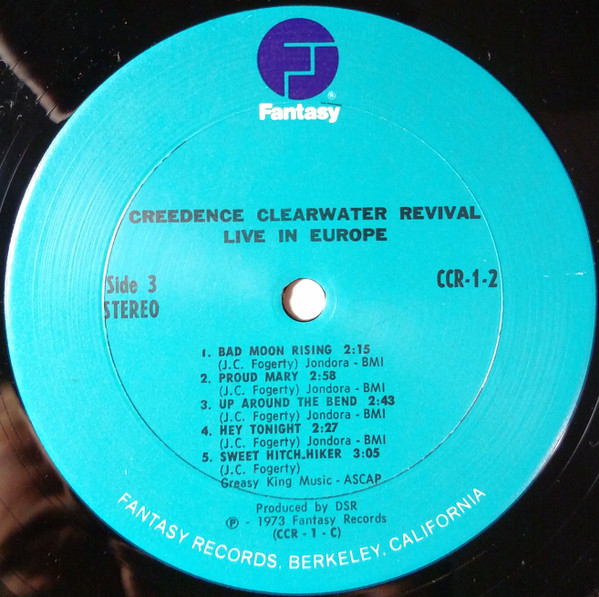 Fantasy®
CREEDENCE CLEARWATER REVIVAL
LIVE IN EUROPE
Side 3
STEREO
CCR-1-2
1. BAD MOON RISING 2:15
(J.C. Fogerty) Jondora - BMI
2. PROUD MARY 2:58
(J.C. Fogerty) Jondora - BMI
3. UP AROUND THE BEND 2:43
(J.C. Fogerty) Jondora - BMI
4. HEY TONIGHT 2:27
(J.C. Fogerty) Jondora - BMI
5. SWEET HITCH-HIKER 3:05
(J.C. Fogerty)
Greasy King Music - ASCAP
Produced by DSR
℗ - 1973 Fantasy Records
(CCR - 1 - C)
FANTASY RECORDS, BERKELEY, CALIFORNIA